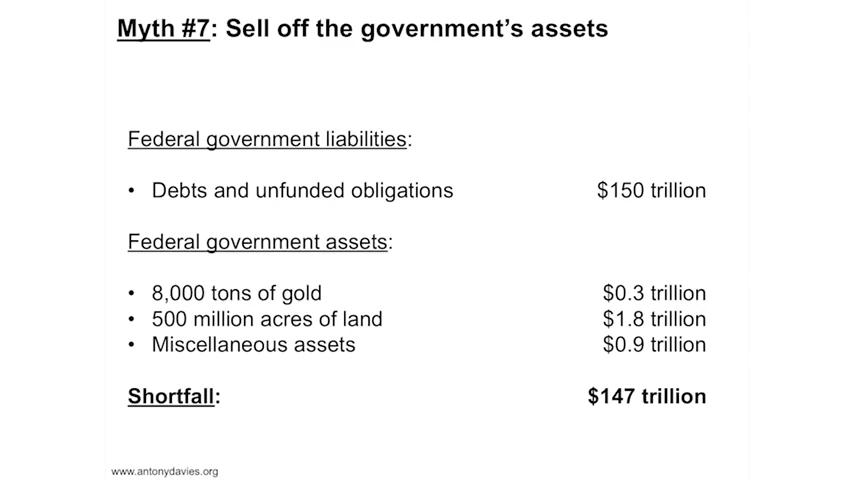 Myth #7: Sell off the government’s assets
Federal government liabilities:
• Debts and unfunded obligations $150 trillion
Federal government assets:
• 8,000 tons of gold $0.3 trillion
• 500 million acres of land $1.8 trillion
• Miscellaneous assets $0.9 trillion
Shortfall: $147 trillion
www.antonydavies.org